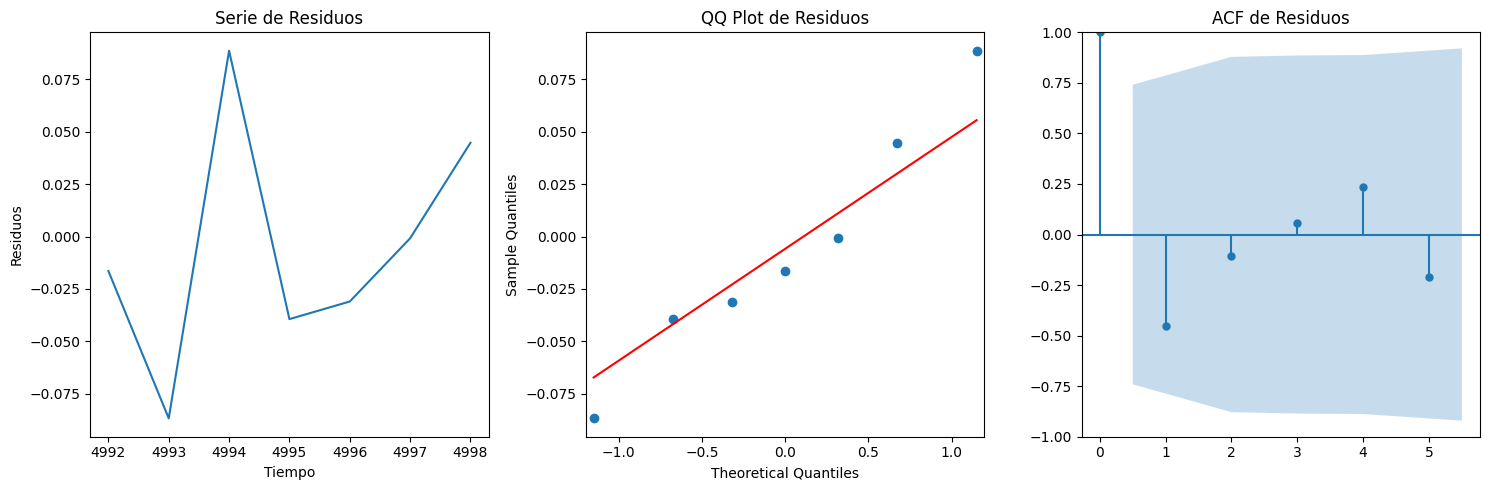 Serie de Residuos
0.075
0.050
0.025
0.000
−0.025
−0.050
−0.075
Residuos
4992 4993 4994 4995 4996 4997 4998
Tiempo
QQ Plot de Residuos
0.075
0.050
0.025
0.000
−0.025
−0.050
−0.075
Sample Quantiles
−1.0 −0.5 0.0 0.5 1.0
Theoretical Quantiles
ACF de Residuos
1.00
0.75
0.50
0.25
0.00
−0.25
−0.50
−0.75
−1.00
0 1 2 3 4 5